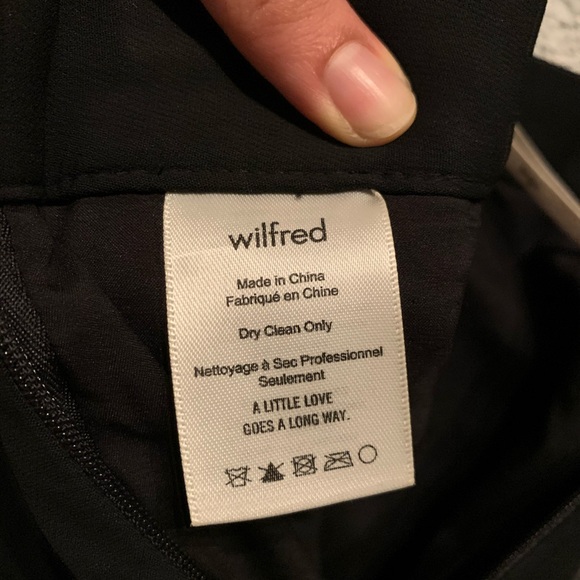 wilfred
Made in China
Fabriqué en Chine
Dry Clean Only
Nettoyage à Sec Professionnel
Seulement
A LITTLE LOVE
GOES A LONG WAY.